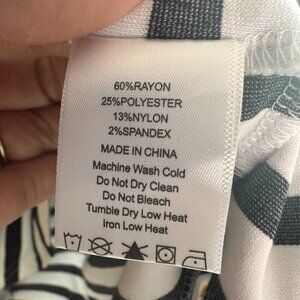 60%RAYON
25%POLYESTER
13%NYLON
2%SPANDEX
MADE IN CHINA
Machine Wash Cold
Do Not Dry Clean
Do Not Bleach
Tumble Dry Low Heat
Iron Low Heat